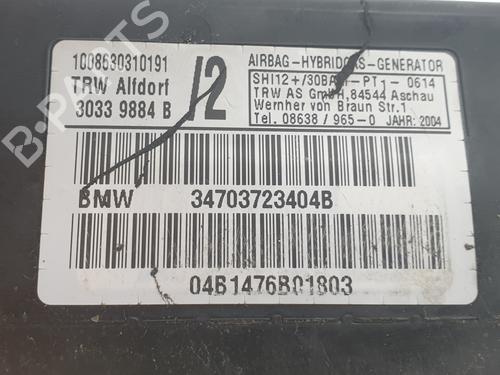 1008630310191
TRW Alfdorf
3033 9884 B
12
AIRBAG-HYBRIDGAS-GENERATOR
TRW AS GmbH,84544 Aschau
Wernher von Braun Str.1
Tel. 08638 / 965-0 JAHR: 2004
BMW 34703723404B
04B1476B01803
B-PARTS